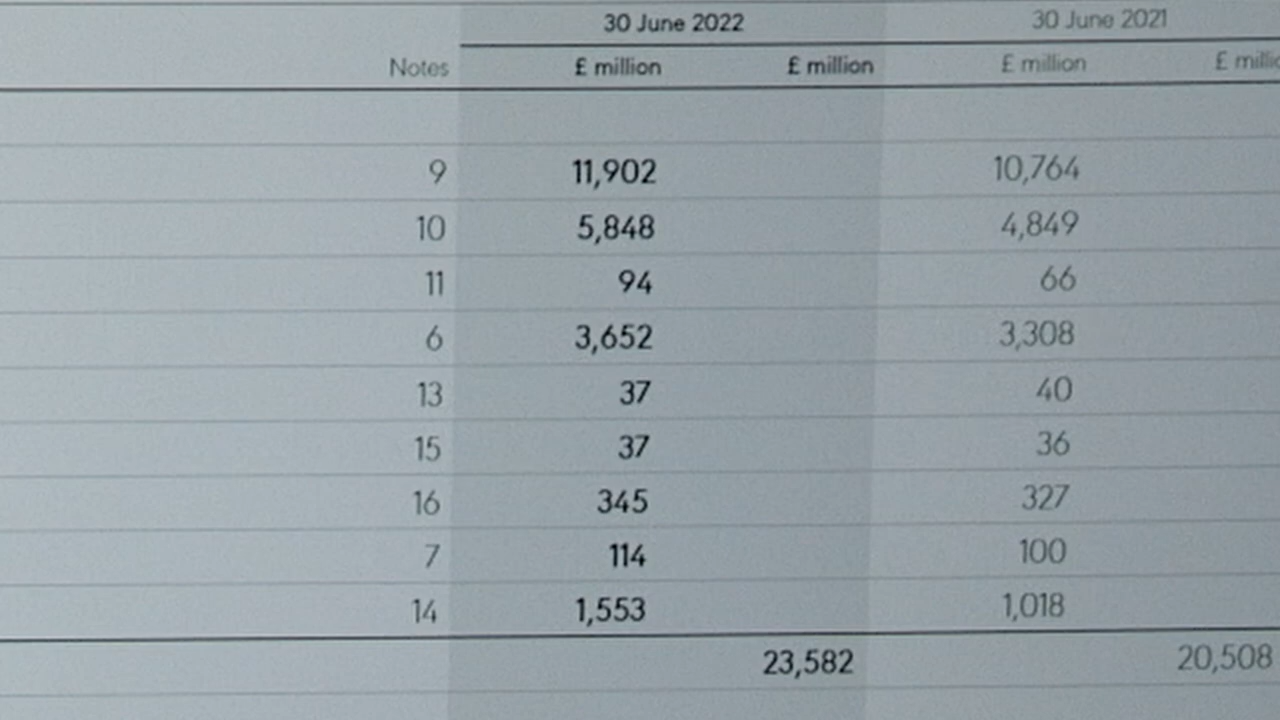 30 June 2022 30 June 2021
Notes £ million £ million £ million £
9 11,902 10,764
10 5,848 4,849
11 94 66
6 3,652 3,308
13 37 40
15 37 36
16 345 327
7 114 100
14 1,553 1,018
23,582 20,508